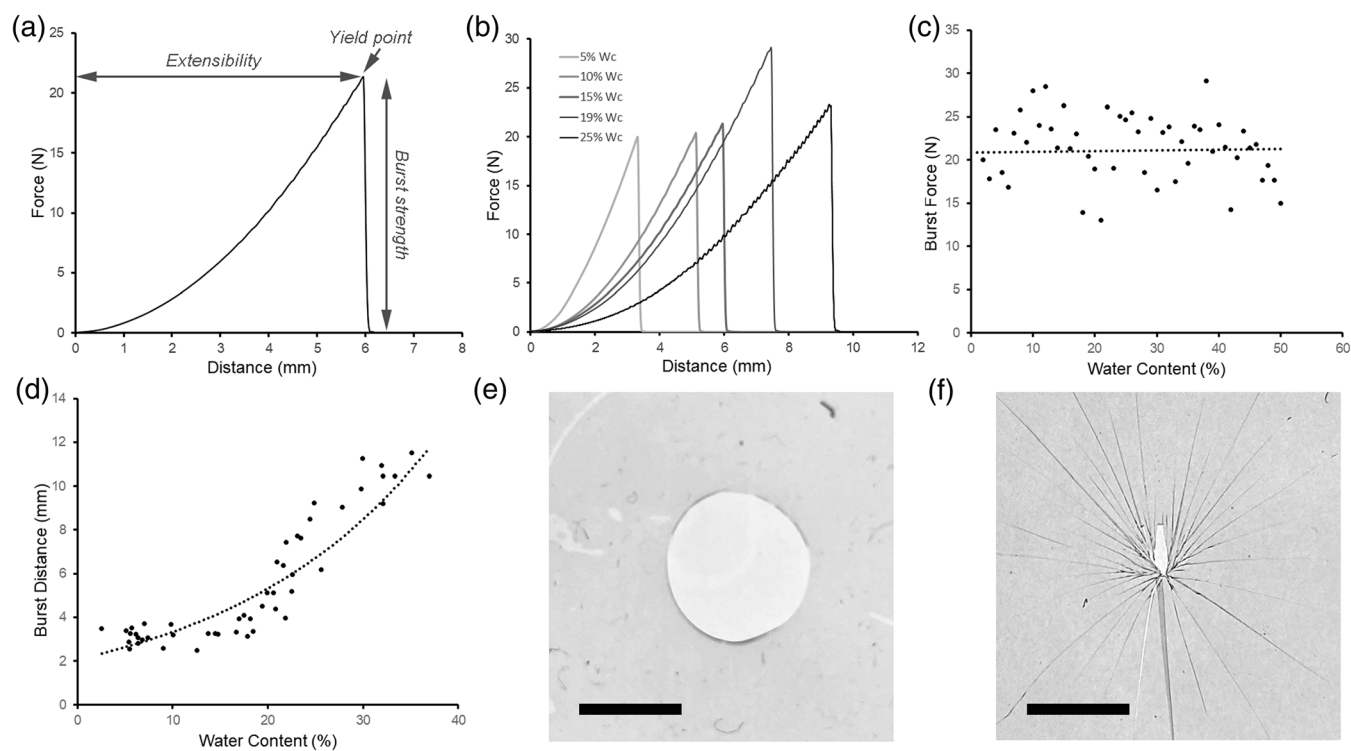 (a)
25
20
15
10
5
0
Force (N)
Extensibility
Yield point
Burst strength
0 1 2 3 4 5 6 7 8
Distance (mm)
(b)
30
25
20
15
10
5
0
Force (N)
5% Wc
10% Wc
15% Wc
19% Wc
25% Wc
0 2 4 6 8 10 12
Distance (mm)
(c)
35
30
25
20
15
10
5
0
Burst Force (N)
0 10 20 30 40 50 60
Water Content (%)
(d)
14
12
10
8
6
4
2
0
Burst Distance (mm)
0 10 20 30 40
Water Content (%)
(e)
(f)